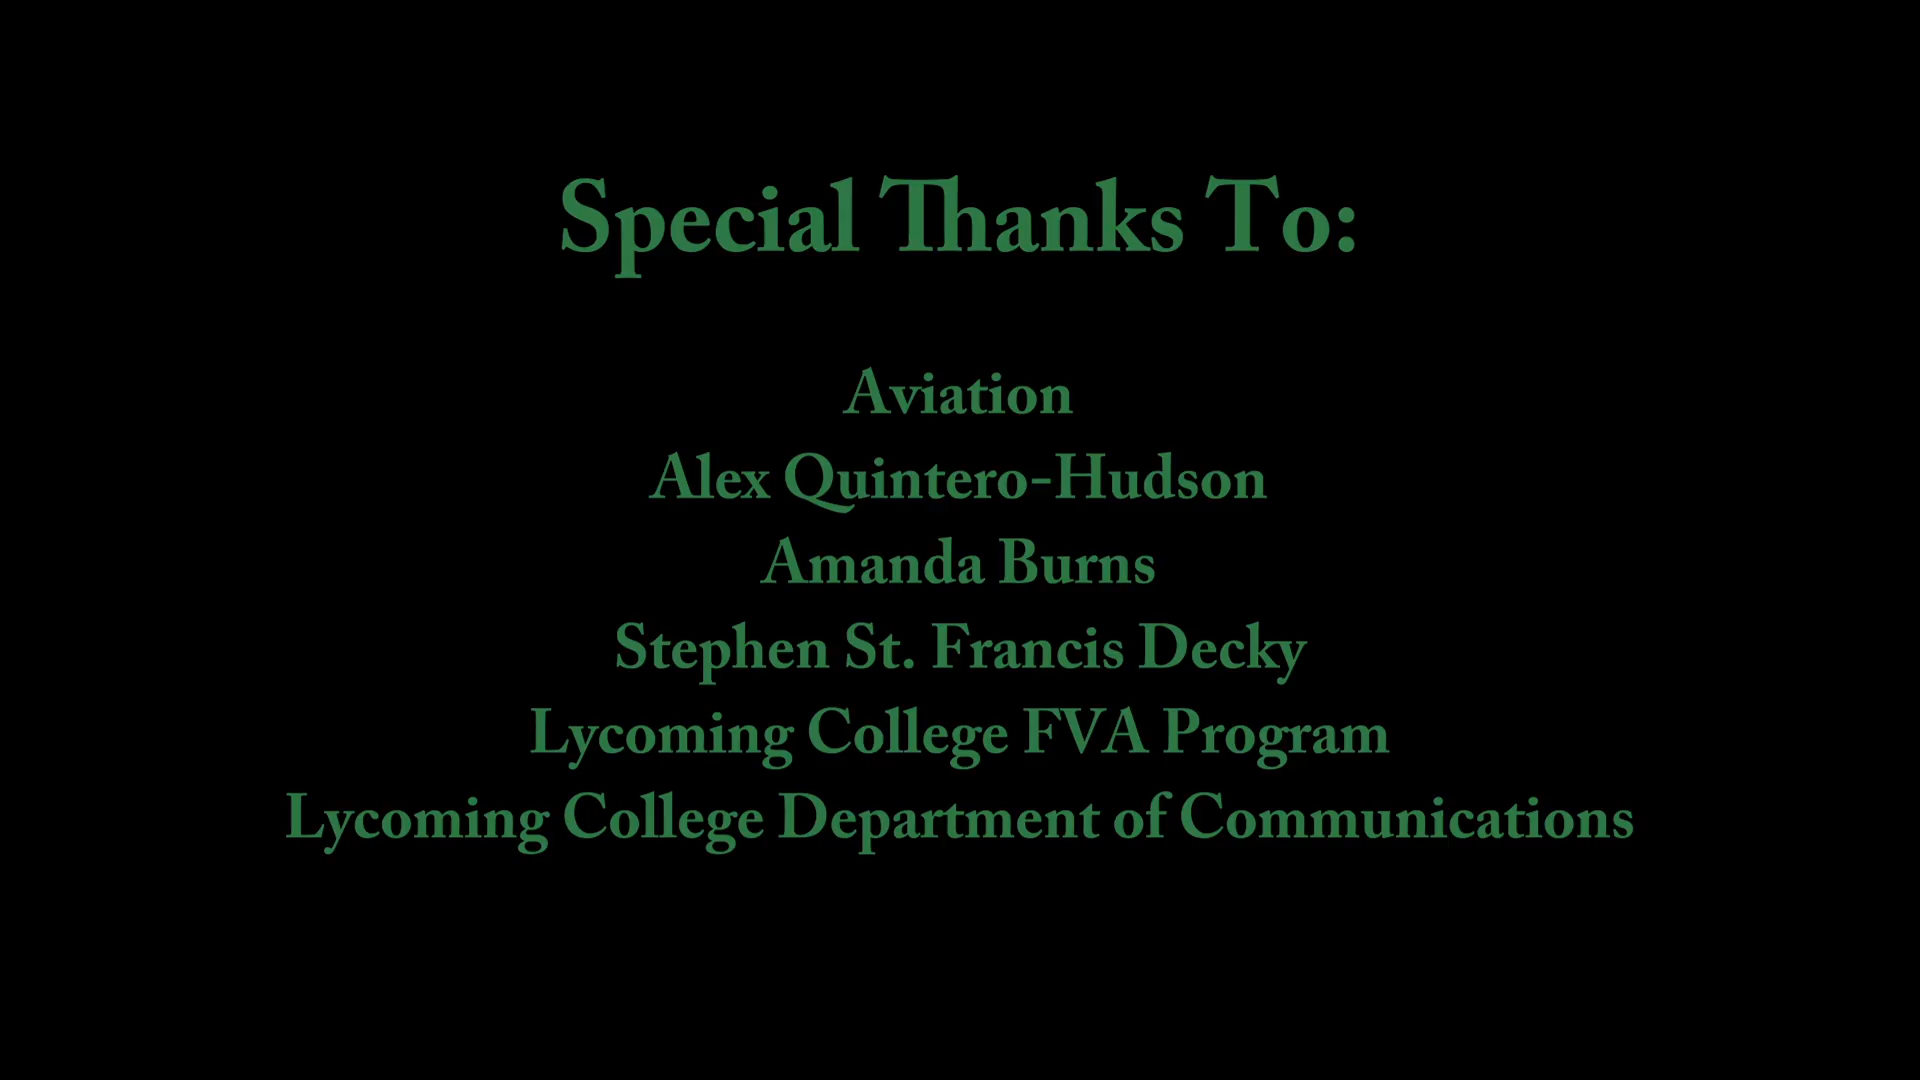 Special Thanks To:
Aviation
Alex Quintero-Hudson
Amanda Burns
Stephen St. Francis Decky
Lycoming College FVA Program
Lycoming College Department of Communications